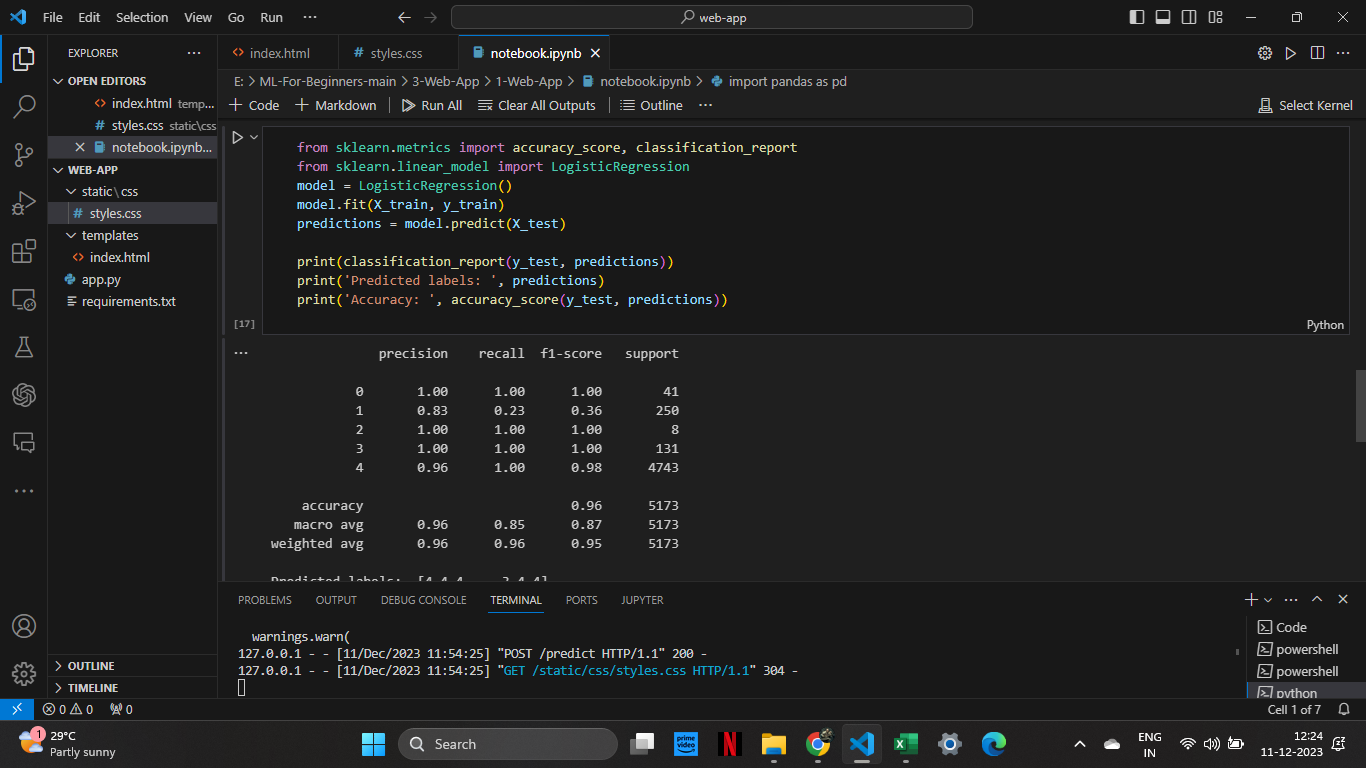 File Edit Selection View Go Run ··· web-app
EXPLORER ···
OPEN EDITORS
index.html temp...
# styles.css static\css
notebook.ipynb...
WEB-APP
static\css
# styles.css
templates
index.html
app.py
requirements.txt
OUTLINE
TIMELINE
index.html # styles.css notebook.ipynb
E: > ML-For-Beginners-main > 3-Web-App > 1-Web-App > notebook.ipynb > import pandas as pd
+ Code + Markdown Run All Clear All Outputs Outline ··· Select Kernel
from sklearn.metrics import accuracy_score, classification_report
from sklearn.linear_model import LogisticRegression
model = LogisticRegression()
model.fit(X_train, y_train)
predictions = model.predict(X_test)
print(classification_report(y_test, predictions))
print('Predicted labels: ', predictions)
print('Accuracy: ', accuracy_score(y_test, predictions))
[17]
Python
precision recall f1-score support
0 1.00 1.00 1.00 41
1 0.83 0.23 0.36 250
2 1.00 1.00 1.00 8
3 1.00 1.00 1.00 131
4 0.96 1.00 0.98 4743
accuracy 0.96 5173
macro avg 0.96 0.85 0.87 5173
weighted avg 0.96 0.96 0.95 5173
Predicted labels: [4 4 4 ... 3 4 4]
PROBLEMS OUTPUT DEBUG CONSOLE TERMINAL PORTS JUPYTER
warnings.warn(
127.0.0.1 - - [11/Dec/2023 11:54:25] "POST /predict HTTP/1.1" 200 -
127.0.0.1 - - [11/Dec/2023 11:54:25] "GET /static/css/styles.css HTTP/1.1" 304 -
Code
powershell
powershell
python
0 0 0 Cell 1 of 7
1
29°C
Partly sunny
Search
prime video
N
ENG
IN
12:24
11-12-2023